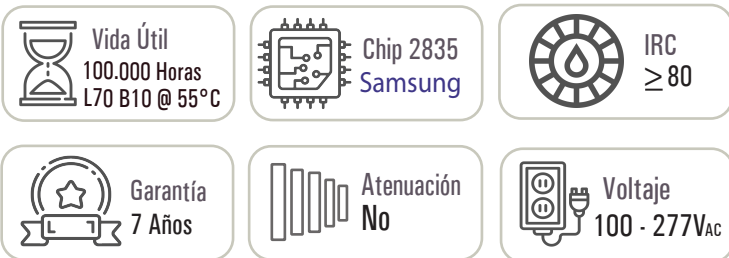 Vida Útil
100.000 Horas
L70 B10 @ 55°C
Chip 2835
Samsung
IRC
≥80
Garantía
7 Años
Atenuación
No
Voltaje
100 - 277VAC